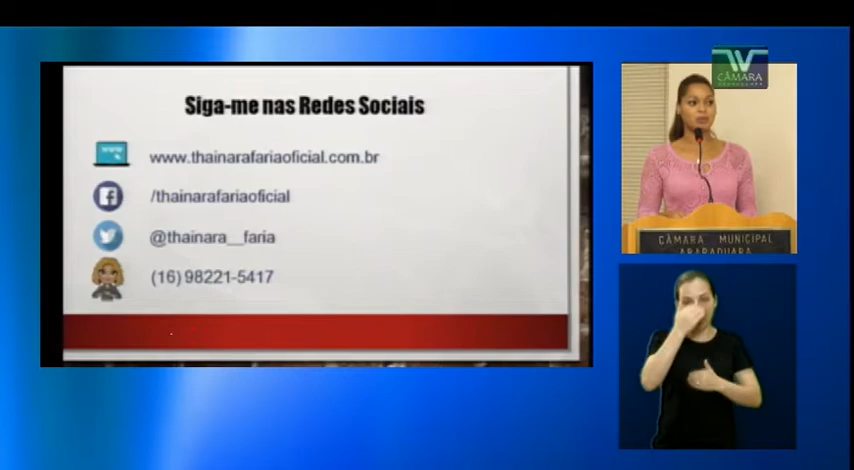 Siga-me nas Redes Sociais
www.thainarafariaoficial.com.br
/thainarafariaoficial
@thainara__faria
(16) 98221-5417
CÂMARA
CÂMARA MUNICIPAL
ARARAQUARA